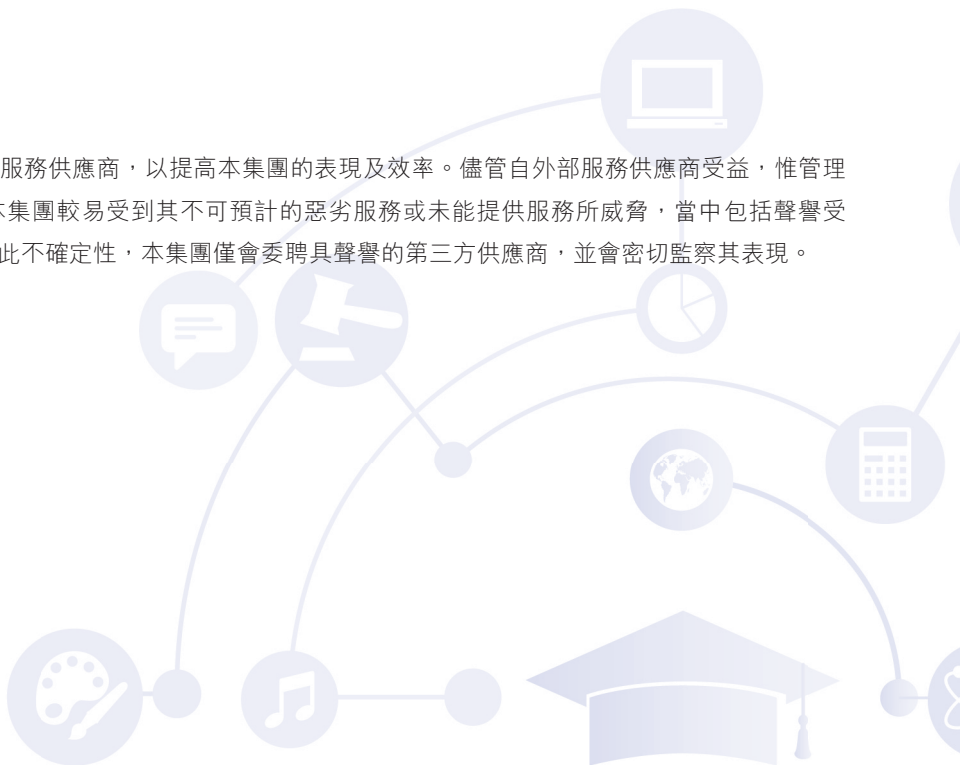 服務供應商，以提高本集團的表現及效率。儘管自外部服務供應商受益，惟管理
本集團較易受到其不可預計的惡劣服務或未能提供服務所威脅，當中包括聲譽受
此不確定性，本集團僅會委聘具聲譽的第三方供應商，並會密切監察其表現。